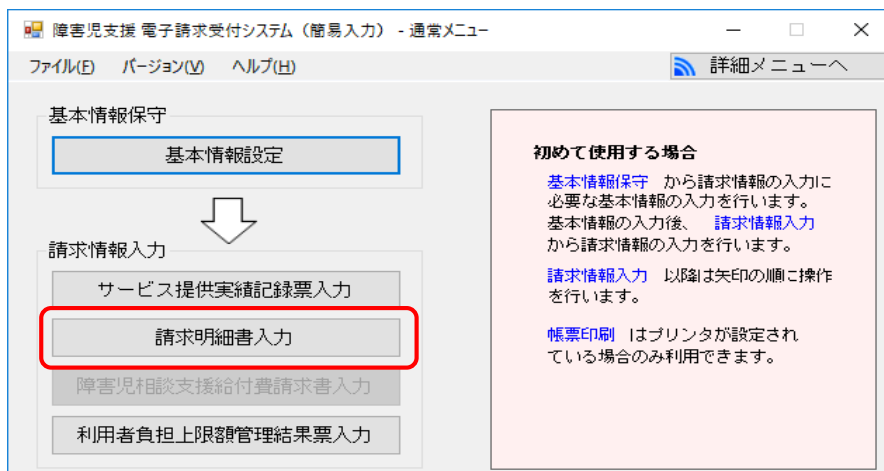 障害児支援 電子請求受付システム（簡易入力） - 通常メニュー
ファイル(F) バージョン(V) ヘルプ(H) 詳細メニューへ
基本情報保守
基本情報設定
請求情報入力
サービス提供実績記録票入力
請求明細書入力
障害児相談支援給付費請求書入力
利用者負担上限額管理結果票入力
初めて使用する場合
基本情報保守 から請求情報の入力に
必要な基本情報の入力を行います。
基本情報の入力後、 請求情報入力
から請求情報の入力を行います。
請求情報入力 以降は矢印の順に操作
を行います。
帳票印刷 はプリンタが設定され
ている場合のみ利用できます。